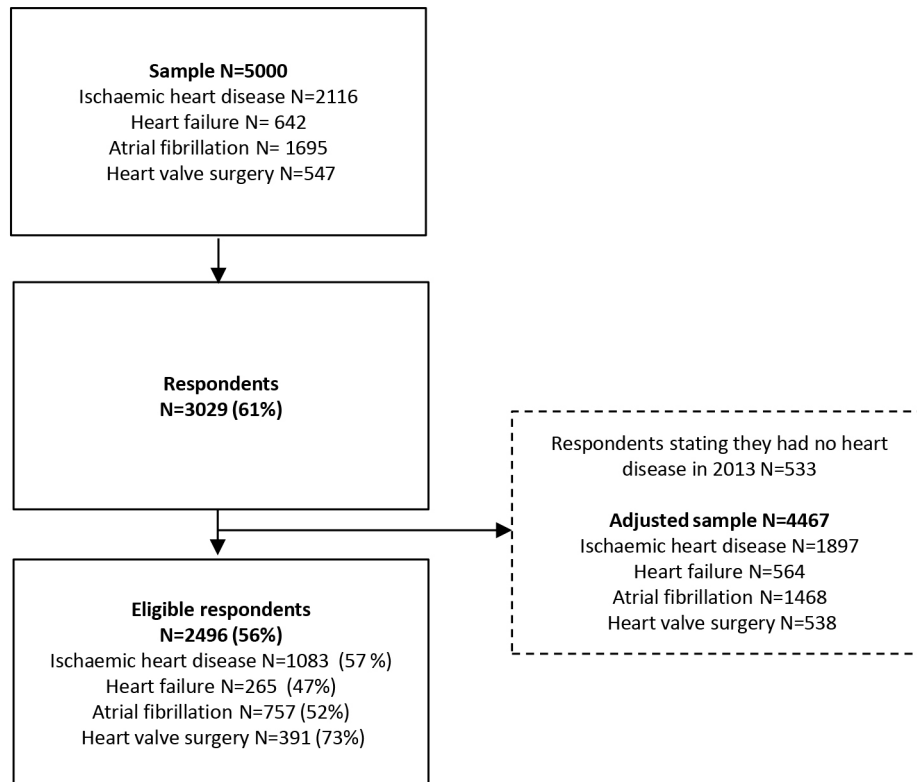 Sample N=5000
Ischaemic heart disease N=2116
Heart failure N= 642
Atrial fibrillation N= 1695
Heart valve surgery N=547
Respondents
N=3029 (61%)
Respondents stating they had no heart
disease in 2013 N=533
Adjusted sample N=4467
Ischaemic heart disease N=1897
Heart failure N=564
Atrial fibrillation N=1468
Heart valve surgery N=538
Eligible respondents
N=2496 (56%)
Ischaemic heart disease N=1083 (57 %)
Heart failure N=265 (47%)
Atrial fibrillation N=757 (52%)
Heart valve surgery N=391 (73%)